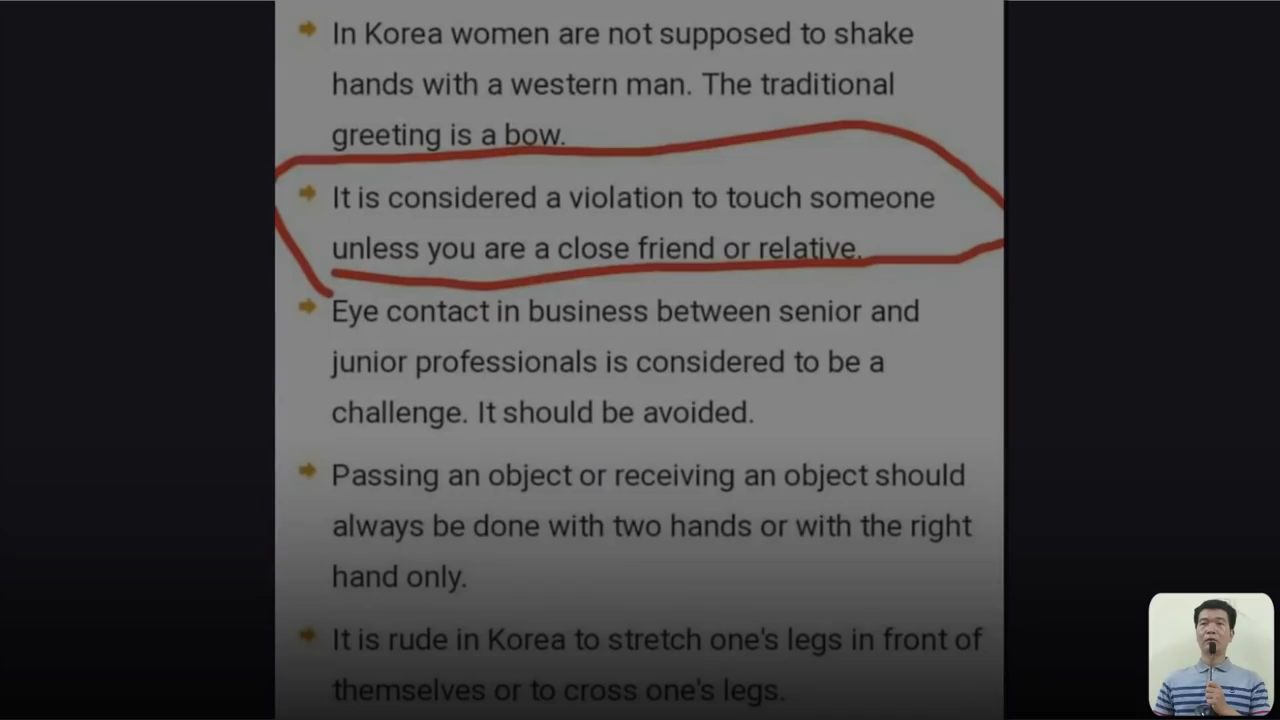 In Korea women are not supposed to shake
hands with a western man. The traditional
greeting is a bow.
It is considered a violation to touch someone
unless you are a close friend or relative.
Eye contact in business between senior and
junior professionals is considered to be a
challenge. It should be avoided.
Passing an object or receiving an object should
always be done with two hands or with the right
hand only.
It is rude in Korea to stretch one's legs in front of
themselves or to cross one's legs.